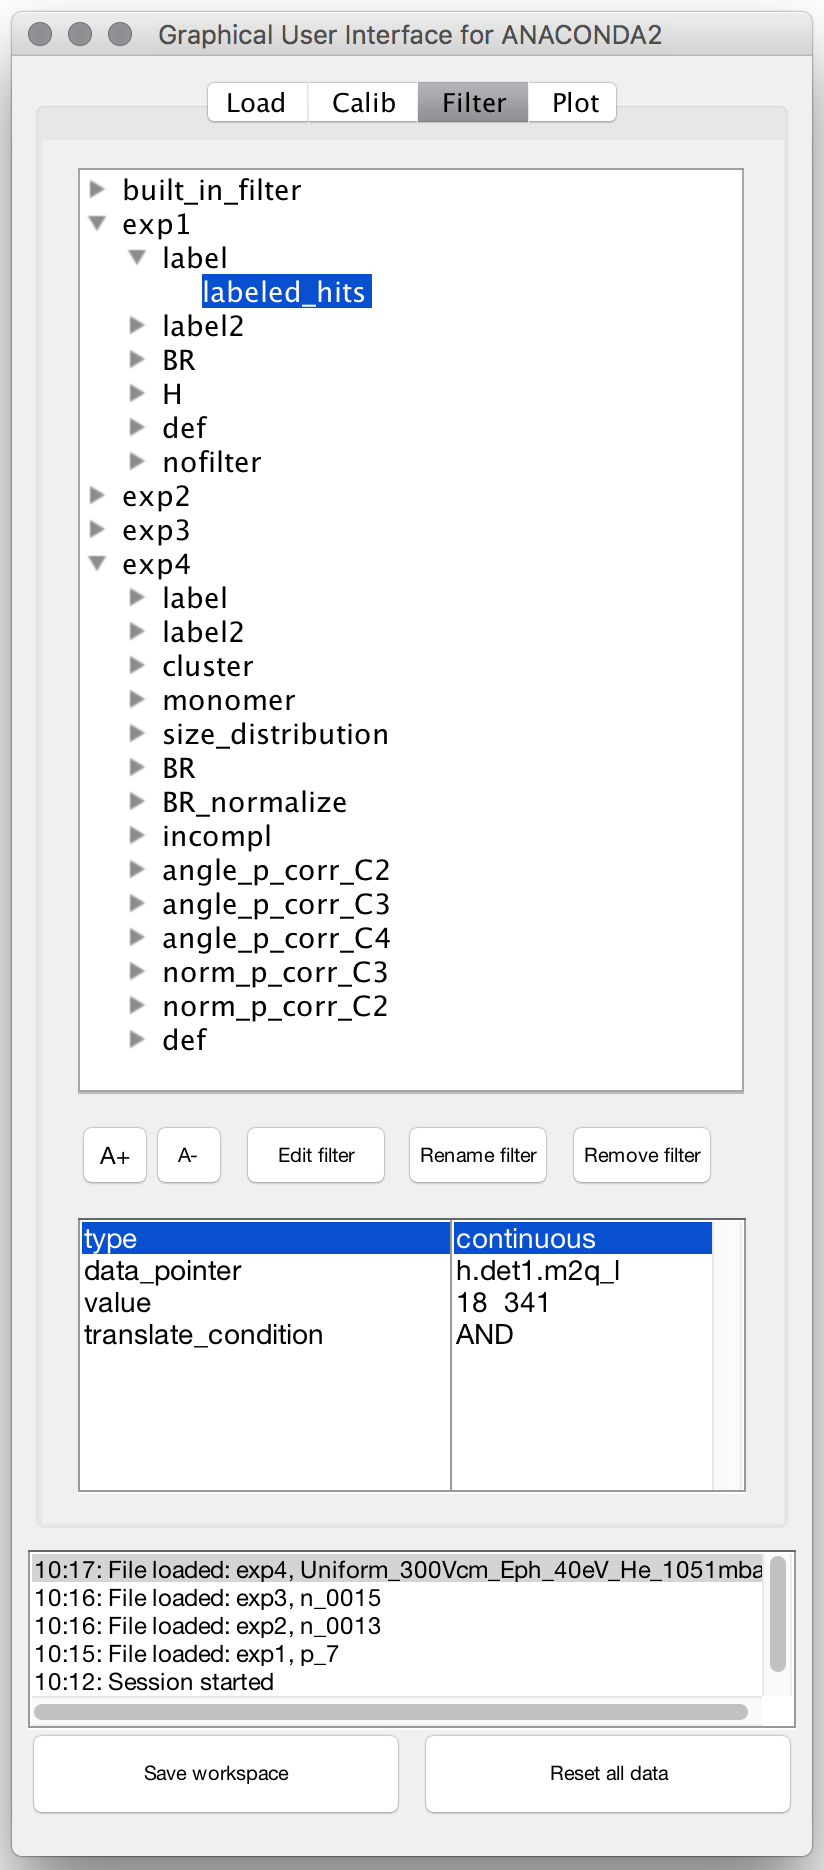 Graphical User Interface for ANACONDA2
Load Calib Filter Plot
built_in_filter
exp1
label
labeled_hits
label2
BR
H
def
nofilter
exp2
exp3
exp4
label
label2
cluster
monomer
size_distribution
BR
BR_normalize
incompl
angle_p_corr_C2
angle_p_corr_C3
angle_p_corr_C4
norm_p_corr_C3
norm_p_corr_C2
def
A+ A- Edit filter Rename filter Remove filter
type continuous
data_pointer h.det1.m2q_l
value 18 341
translate_condition AND
10:17: File loaded: exp4, Uniform_300Vcm_Eph_40eV_He_1051mba
10:16: File loaded: exp3, n_0015
10:16: File loaded: exp2, n_0013
10:15: File loaded: exp1, p_7
10:12: Session started
Save workspace Reset all data